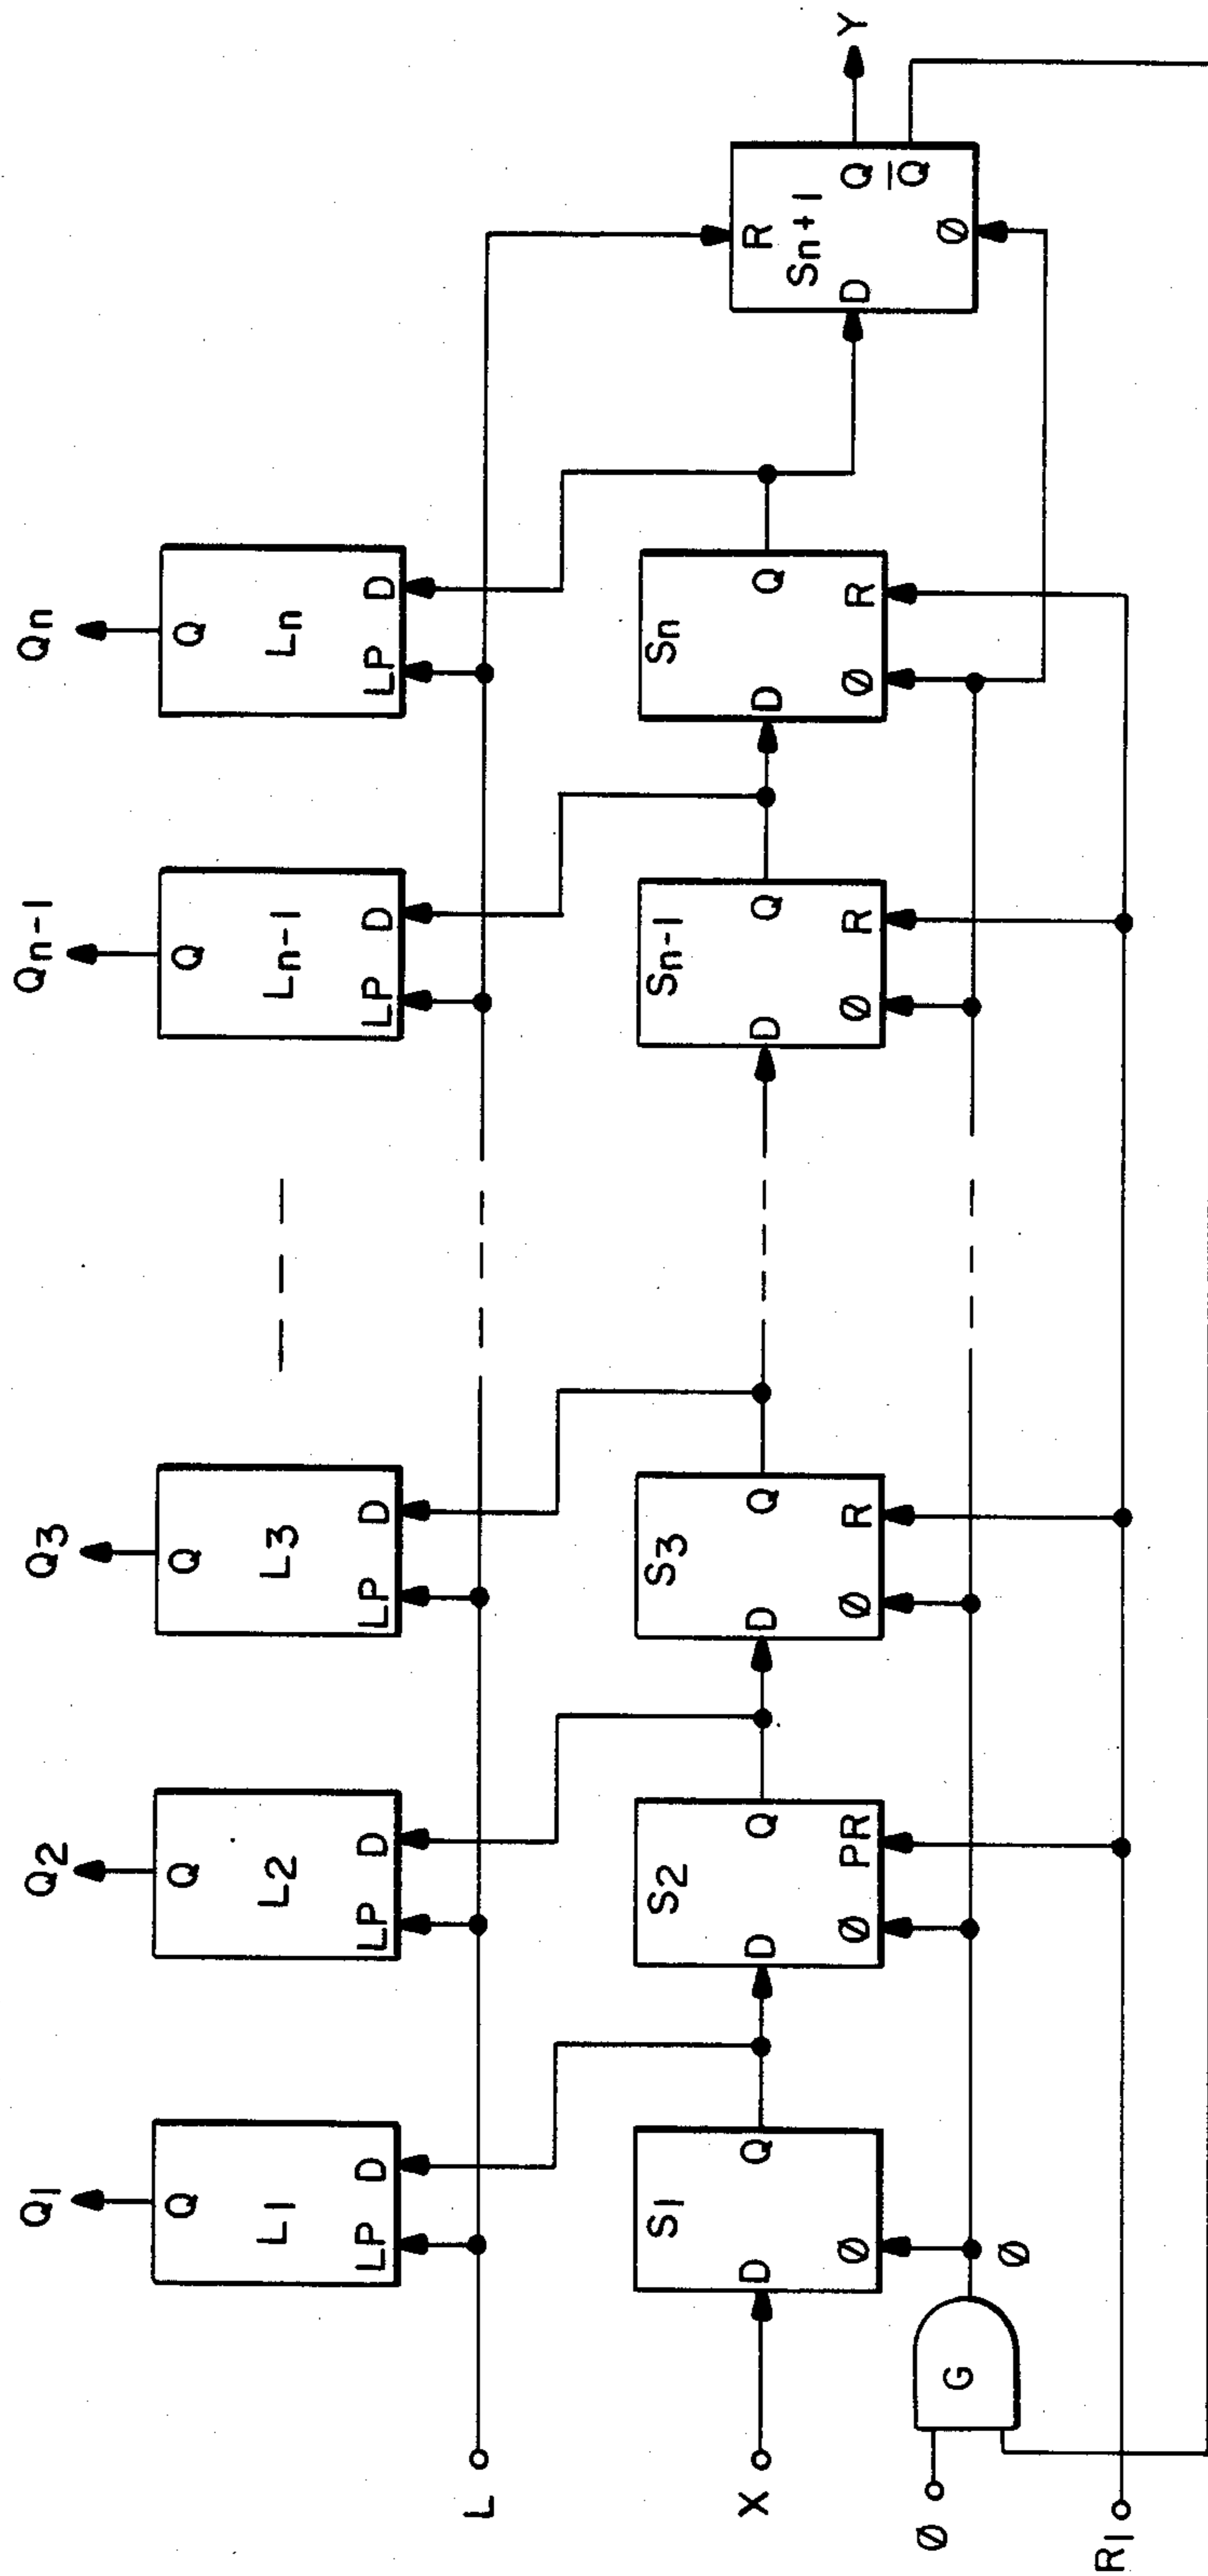 Q1 Q2 Q3 Qn-1 Qn
Q Q Q Q Q
L1 L2 L3 Ln-1 Ln
LP D LP D LP D LP D LP D
L
R
S1 S2 S3 Sn-1 Sn Sn+1
X
D Q D Q D Q D Q D Q D Q Y
Q̅
Ø Ø PR Ø R Ø R Ø R Ø
Ø G Ø
R1